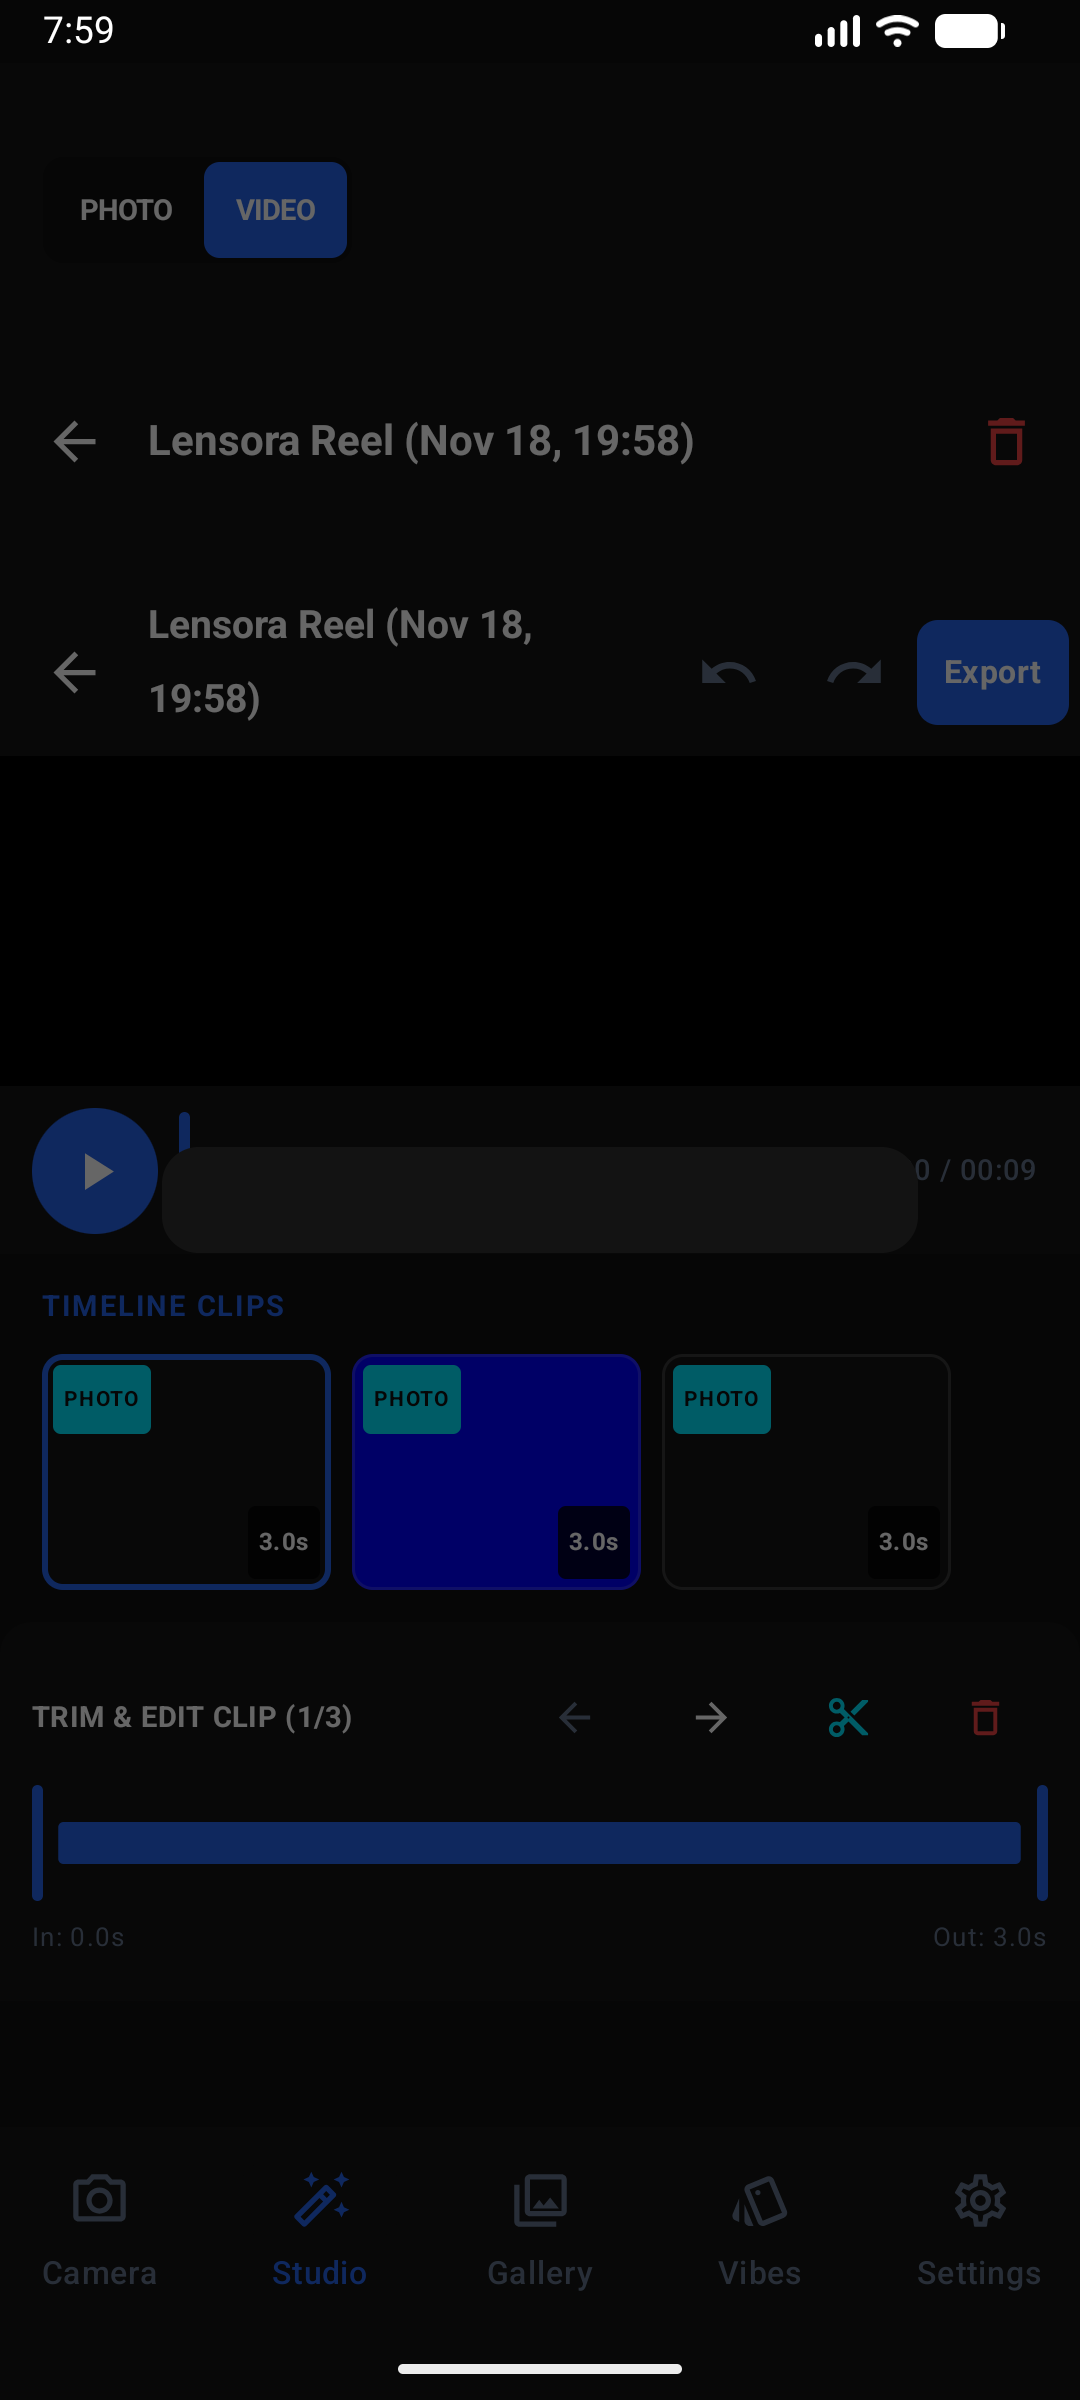 7:59
PHOTO VIDEO
Lensora Reel (Nov 18, 19:58)
Lensora Reel (Nov 18,
19:58)
Export
0 / 00:09
TIMELINE CLIPS
PHOTO PHOTO PHOTO
3.0s 3.0s 3.0s
TRIM & EDIT CLIP (1/3)
In: 0.0s Out: 3.0s
Camera Studio Gallery Vibes Settings